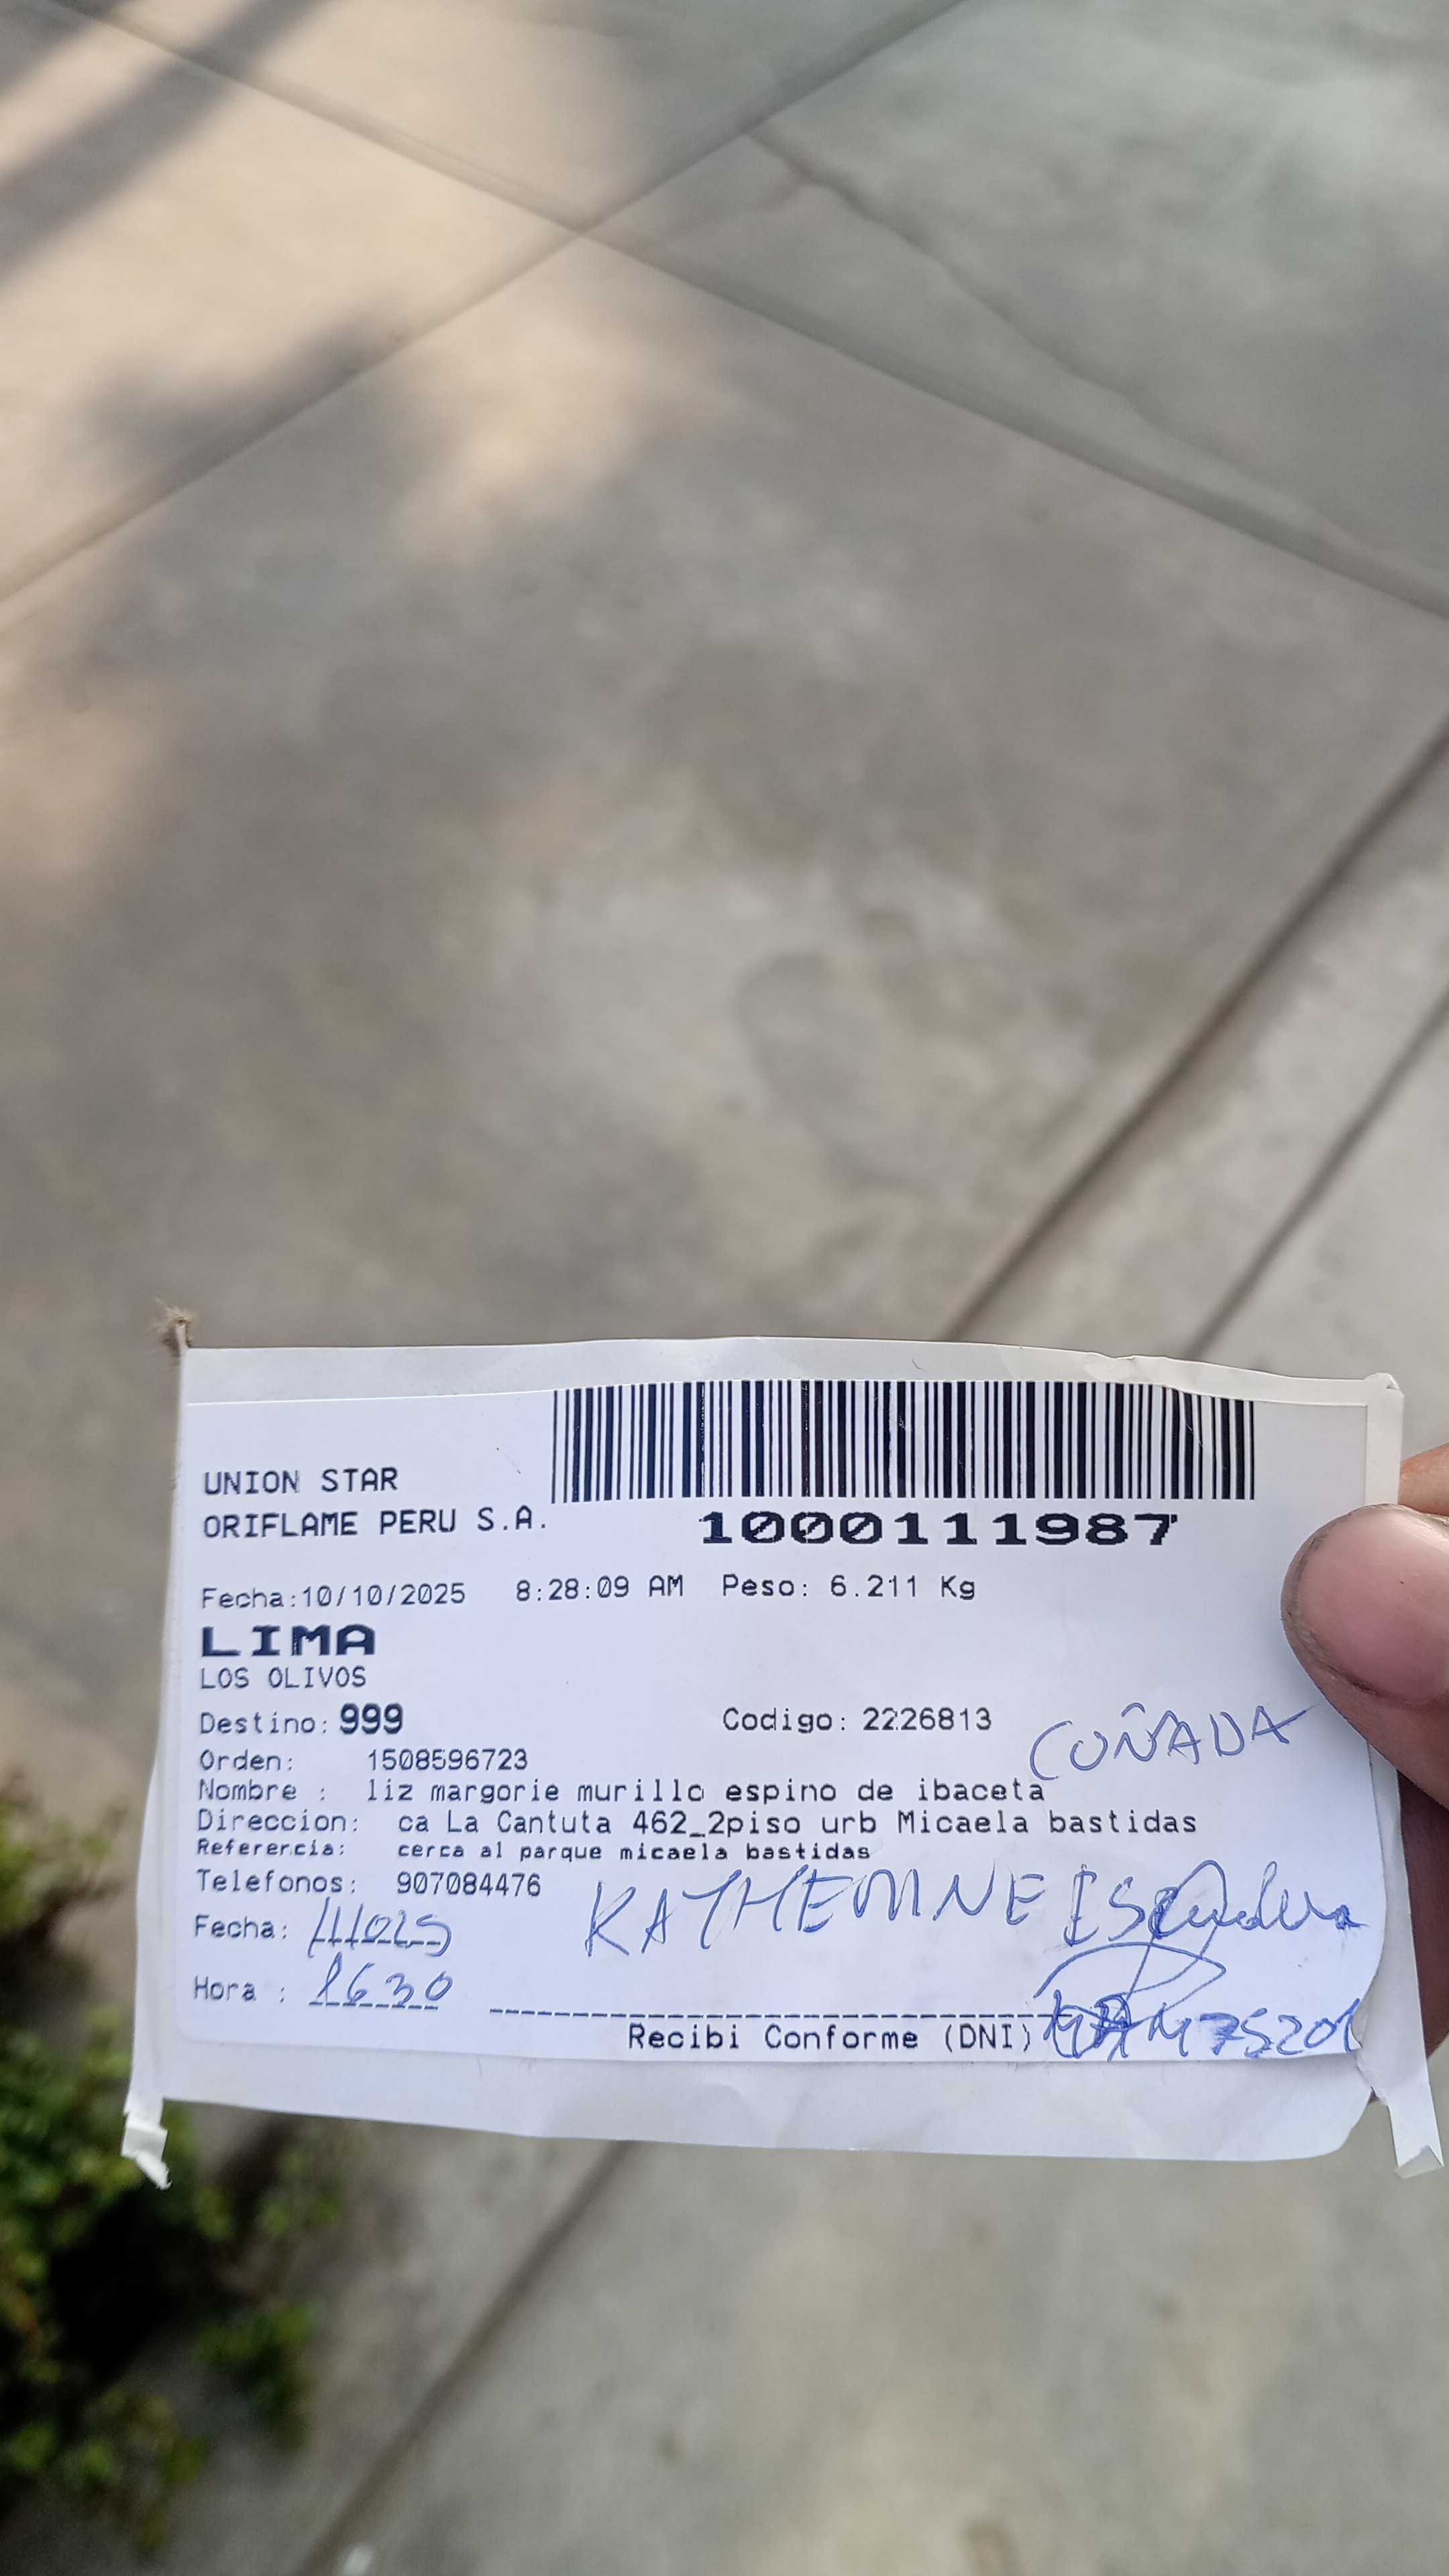 UNION STAR
ORIFLAME PERU S.A.
1000111987
Fecha:10/10/2025 8:28:09 AM Peso: 6.211 Kg
LIMA
LOS OLIVOS
Destino: 999 Codigo: 2226813
COÑADA
Orden: 1508596723
Nombre : liz margorie murillo espino de ibaceta
Direccion: ca La Cantuta 462_2piso urb Micaela bastidas
Referencia: cerca al parque micaela bastidas
Telefonos: 907084476
KATHERINE
Fecha:
Hora : 1630
Recibi Conforme (DNI)